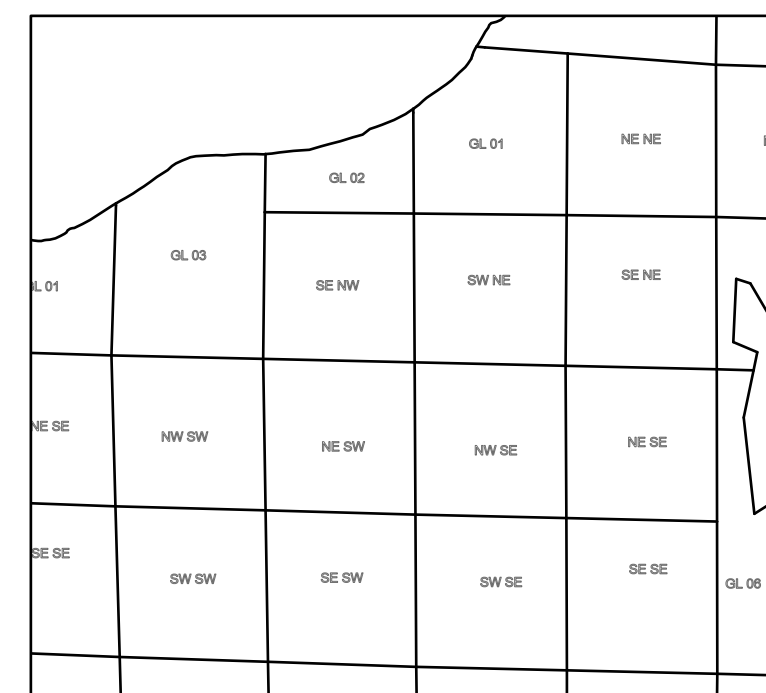 GL 01
NE NE
GL 02
GL 03
SE NW
SW NE
SE NE
L 01
NE SE
NW SW
NE SW
NW SE
NE SE
SE SE
SW SW
SE SW
SW SE
SE SE
GL 06